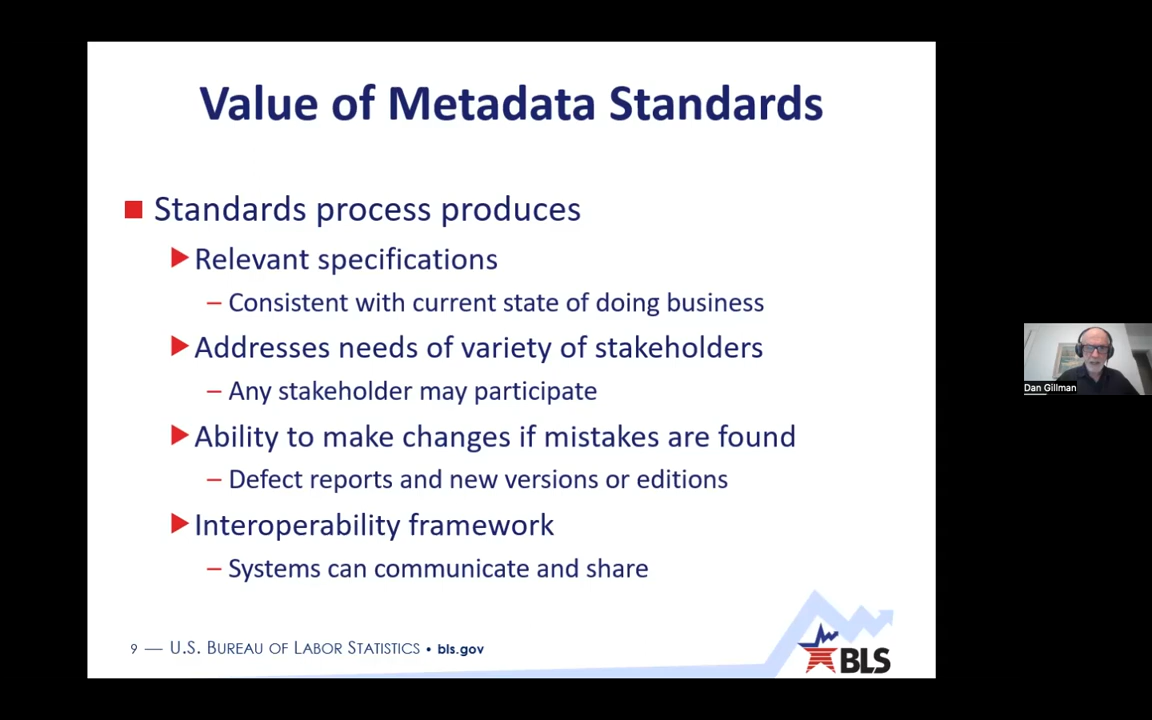 Value of Metadata Standards
Standards process produces
Relevant specifications
– Consistent with current state of doing business
Addresses needs of variety of stakeholders
– Any stakeholder may participate
Ability to make changes if mistakes are found
– Defect reports and new versions or editions
Interoperability framework
– Systems can communicate and share
9 — U.S. BUREAU OF LABOR STATISTICS • bls.gov
BLS
Dan Gillman